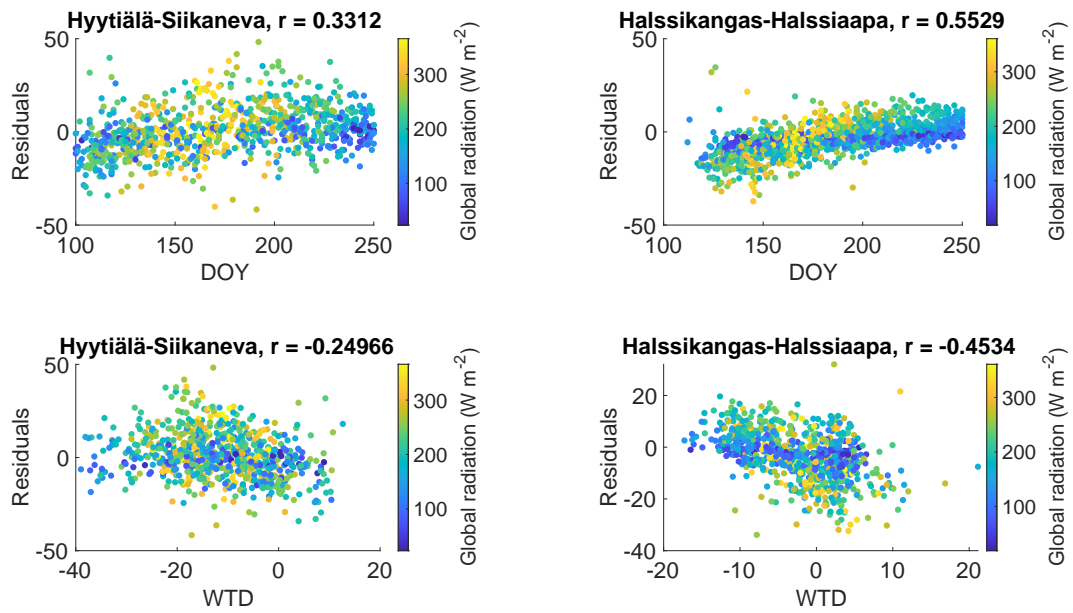 Hyytiälä-Siikaneva, r = 0.3312
50
0
-50
Residuals
100 150 200 250
DOY
300
200
100
Global radiation (W m-2)
Halssikangas-Halssiaapa, r = 0.5529
50
0
-50
Residuals
100 150 200 250
DOY
300
200
100
Global radiation (W m-2)
Hyytiälä-Siikaneva, r = -0.24966
50
0
-50
Residuals
-40 -20 0 20
WTD
300
200
100
Global radiation (W m-2)
Halssikangas-Halssiaapa, r = -0.4534
20
0
-20
-40
Residuals
-20 -10 0 10 20
WTD
300
200
100
Global radiation (W m-2)